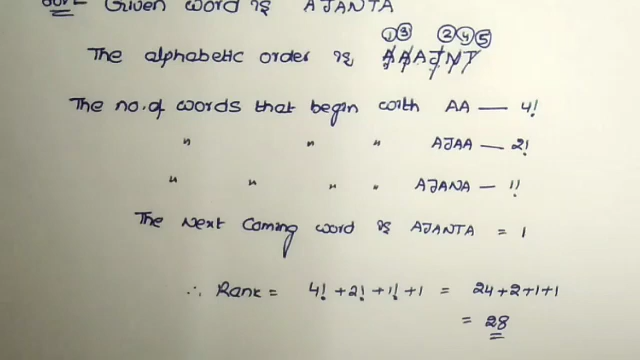 Sol:- Given word is AJANTA
① ③ ② ④ ⑤
The alphabetic order is A A A J N T
The no. of words that begin with AA — 4!
" " " AJAA — 2!
" " " " AJANA — 1!
The Next Coming word is AJANTA = 1
∴ Rank = 4! + 2! + 1! + 1 = 24 + 2 + 1 + 1
= 28